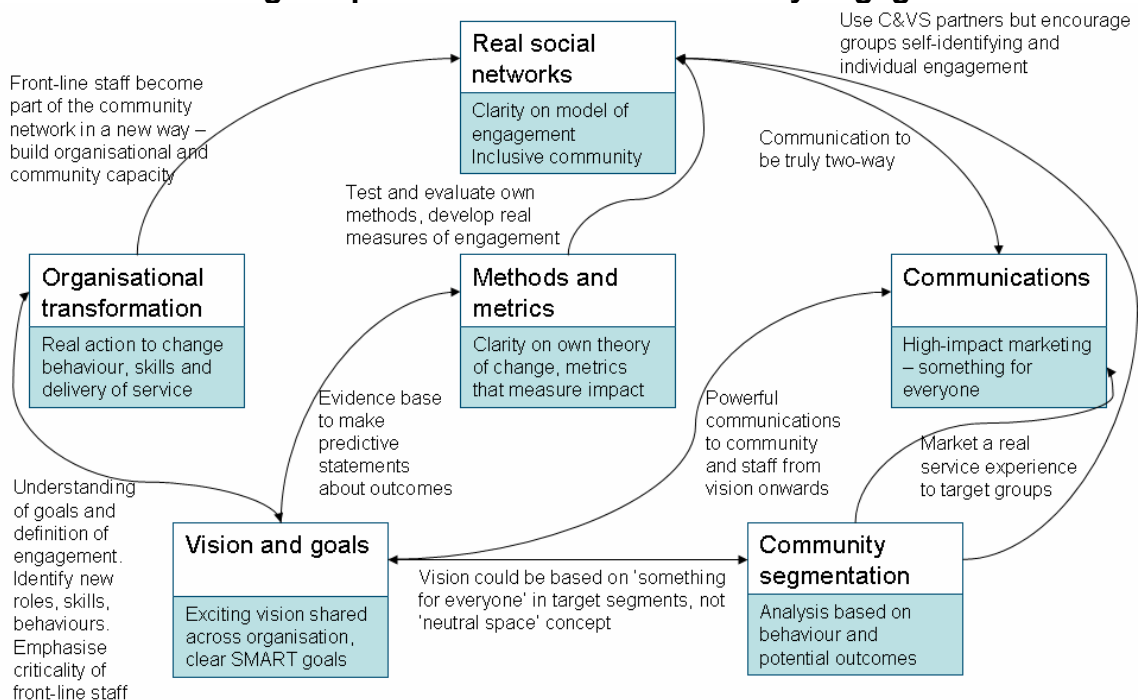 Use C&VS partners but encourage
groups self-identifying and
individual engagement
Real social
networks
Clarity on model of
engagement
Inclusive community
Front-line staff become
part of the community
network in a new way –
build organisational and
community capacity
Communication to
be truly two-way
Test and evaluate own
methods, develop real
measures of engagement
Organisational
transformation
Real action to change
behaviour, skills and
delivery of service
Methods and
metrics
Clarity on own theory
of change, metrics
that measure impact
Communications
High-impact marketing
– something for
everyone
Evidence base
to make
predictive
statements
about outcomes
Powerful
communications
to community
and staff from
vision onwards
Market a real
service experience
to target groups
Understanding
of goals and
definition of
engagement.
Identify new
roles, skills,
behaviours.
Emphasise
criticality of
front-line staff
Vision and goals
Exciting vision shared
across organisation,
clear SMART goals
Vision could be based on 'something
for everyone' in target segments, not
'neutral space' concept
Community
segmentation
Analysis based on
behaviour and
potential outcomes